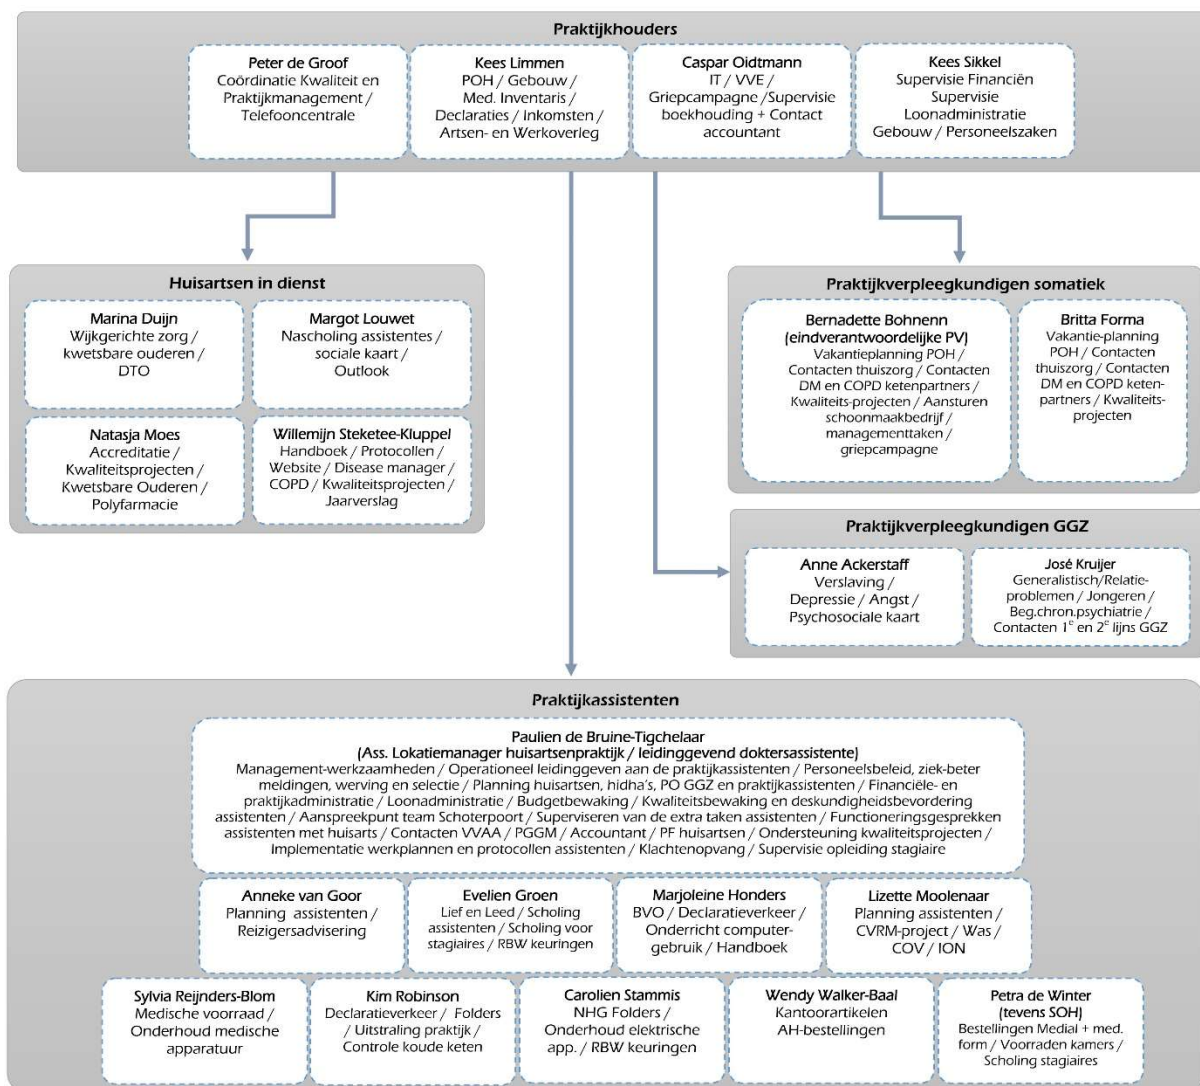 Praktijkhouders
Peter de Groof
Coördinatie Kwaliteit en
Praktijkmanagement /
Telefooncentrale
Kees Limmen
POH / Gebouw /
Med. Inventaris /
Declaraties / Inkomsten /
Artsen- en Werkoverleg
Caspar Oidtmann
IT / VVE /
Griepcampagne /Supervisie
boekhouding + Contact
accountant
Kees Sikkel
Supervisie Financiën
Supervisie
Loonadministratie
Gebouw / Personeelszaken
Huisartsen in dienst
Marina Duijn
Wijkgerichte zorg /
kwetsbare ouderen /
DTO
Margot Louwet
Nascholing assistentes /
sociale kaart /
Outlook
Natasja Moes
Accreditatie /
Kwaliteitsprojecten /
Kwetsbare Ouderen /
Polyfarmacie
Willemijn Steketee-Kluppel
Handboek / Protocollen /
Website / Disease manager /
COPD / Kwaliteitsprojecten /
Jaarverslag
Praktijkverpleegkundigen somatiek
Bernadette Bohnenn
(eindverantwoordelijke PV)
Vakantieplanning POH /
Contacten thuiszorg / Contacten
DM en COPD ketenpartners /
Kwaliteits-projecten / Aansturen
schoonmaakbedrijf /
managementtaken /
griepcampagne
Britta Forma
Vakantie-planning
POH / Contacten
thuiszorg / Contacten
DM en COPD keten-
partners / Kwaliteits-
projecten
Praktijkverpleegkundigen GGZ
Anne Ackerstaff
Verslaving /
Depressie / Angst /
Psychosociale kaart
José Kruijer
Generalistisch/Relatie-
problemen / Jongeren /
Beg.chron.psychiatrie /
Contacten 1e en 2e lijns GGZ
Praktijkassistenten
Paulien de Bruine-Tigchelaar
(Ass. Lokatiemanager huisartsenpraktijk / leidinggevend doktersassistente)
Management-werkzaamheden / Operationeel leidinggeven aan de praktijkassistenten / Personeelsbeleid, ziek-beter
meldingen, werving en selectie / Planning huisartsen, hidha's, PO GGZ en praktijkassistenten / Financiële- en
praktijkadministratie / Loonadministratie / Budgetbewaking / Kwaliteitsbewaking en deskundigheidsbevordering
assistenten / Aanspreekpunt team Schoterpoort / Superviseren van de extra taken assistenten / Functioneringsgesprekken
assistenten met huisarts / Contacten VVAA / PGGM / Accountant / PF huisartsen / Ondersteuning kwaliteitsprojecten /
Implementatie werkplannen en protocollen assistenten / Klachtenopvang / Supervisie opleiding stagiaire
Anneke van Goor
Planning assistenten /
Reizigersadvisering
Evelien Groen
Lief en Leed / Scholing
assistenten / Scholing voor
stagiaires / RBW keuringen
Marjoleine Honders
BVO / Declaratieverkeer /
Onderricht computer-
gebruik / Handboek
Lizette Moolenaar
Planning assistenten /
CVRM-project / Was /
COV / ION
Sylvia Reijnders-Blom
Medische voorraad /
Onderhoud medische
apparatuur
Kim Robinson
Declaratieverkeer / Folders
/ Uitstraling praktijk /
Controle koude keten
Carolien Stammis
NHG Folders /
Onderhoud elektrische
app. / RBW keuringen
Wendy Walker-Baal
Kantoorartikelen
AH-bestellingen
Petra de Winter
(tevens SOH)
Bestellingen Medial + med.
form / Voorraden kamers /
Scholing stagiaires